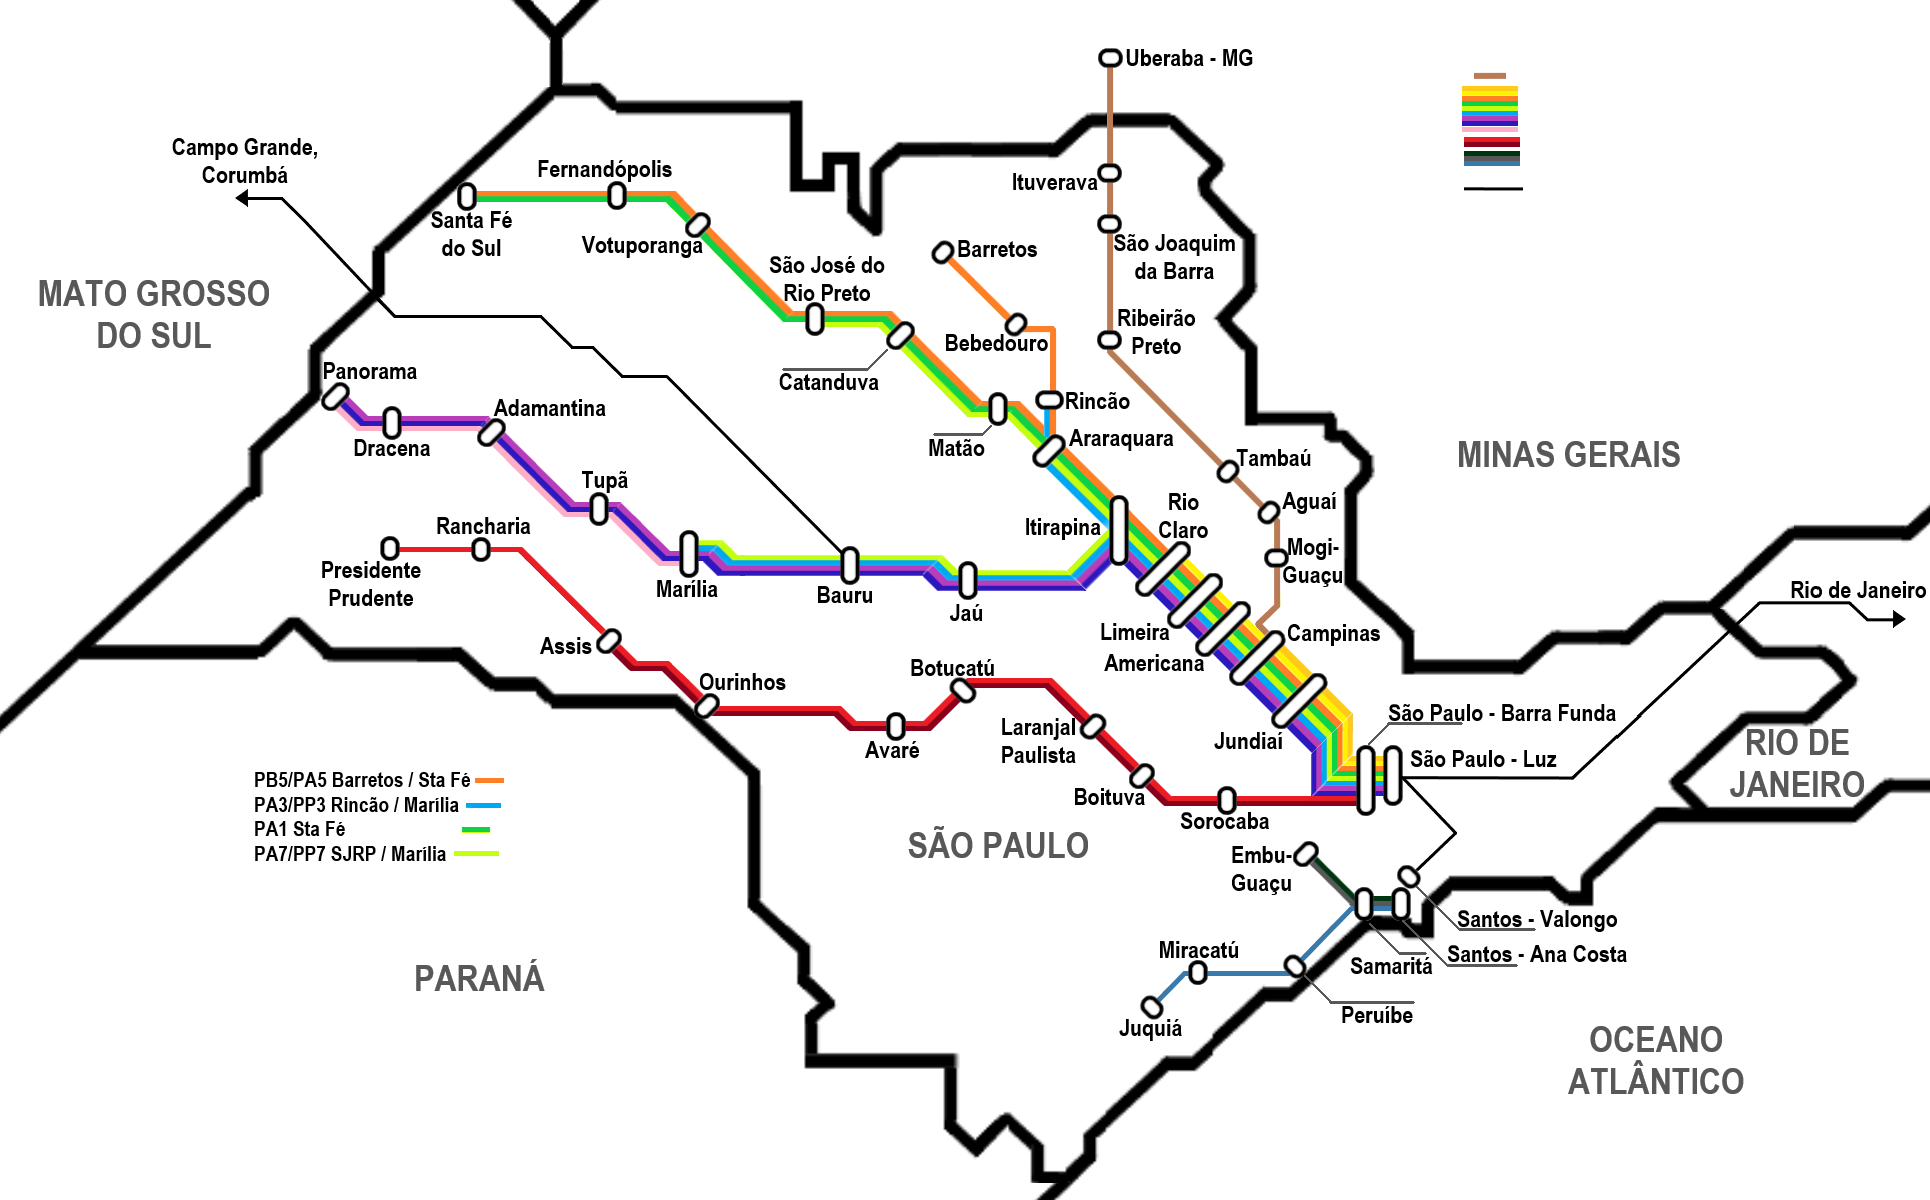 Uberaba - MG
Campo Grande,
Corumbá
Fernandópolis
Ituverava
Santa Fé
do Sul
Votuporanga
São José do
Rio Preto
Barretos
São Joaquim
da Barra
MATO GROSSO
DO SUL
Ribeirão
Preto
Bebedouro
Catanduva
Panorama
Rincão
Adamantina
Dracena
Matão
Araraquara
Tambaú
MINAS GERAIS
Tupã
Aguaí
Rancharia
Itirapina
Rio
Claro
Mogi-
Guaçu
Presidente
Prudente
Marília
Bauru
Jaú
Rio de Janeiro
Assis
Limeira
Americana
Campinas
Botucatú
Ourinhos
Avaré
Laranjal
Paulista
Jundiaí
São Paulo - Barra Funda
São Paulo - Luz
RIO DE
JANEIRO
PB5/PA5 Barretos / Sta Fé
PA3/PP3 Rincão / Marilia
PA1 Sta Fé
PA7/PP7 SJRP / Marília
Boituva
Sorocaba
SÃO PAULO
Embu-
Guaçu
Santos - Valongo
Santos - Ana Costa
Samaritá
Miracatú
PARANÁ
Peruíbe
Juquiá
OCEANO
ATLÂNTICO